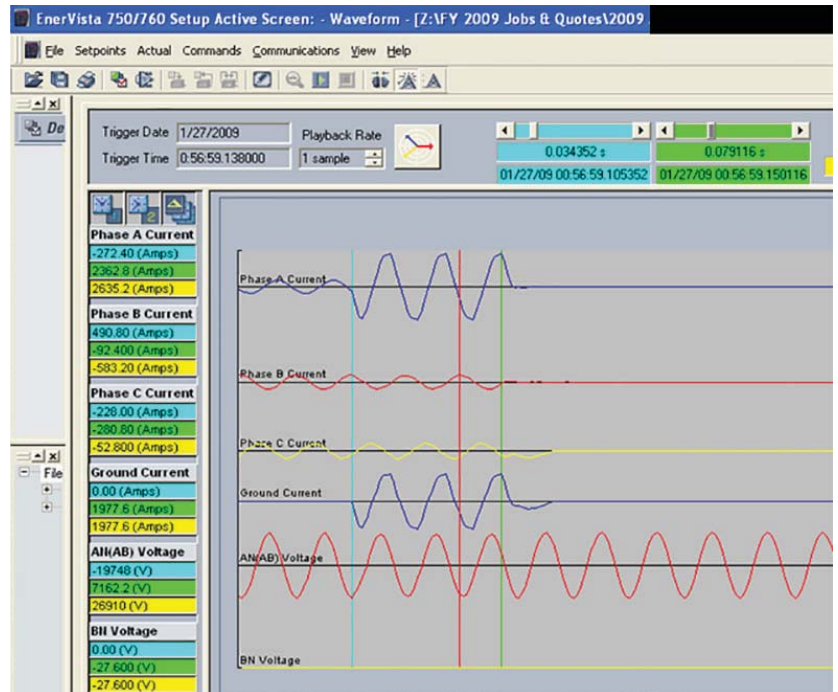 EnerVista 750/760 Setup Active Screen: - Waveform - [Z:\FY 2009 Jobs & Quotes\2009
File Setpoints Actual Commands Communications View Help
De
Trigger Date 1/27/2009
Playback Rate
Trigger Time 0:56:59.138000
1 sample
0.034352 s
0.079116 s
01/27/09 00:56:59.105352
01/27/09 00:56:59.150116
2
Phase A Current
-272.40 (Amps)
2362.8 (Amps)
2635.2 (Amps)
Phase B Current
490.80 (Amps)
-92.400 (Amps)
-583.20 (Amps)
Phase C Current
-228.00 (Amps)
-280.80 (Amps)
-52.800 (Amps)
Ground Current
0.00 (Amps)
1977.6 (Amps)
1977.6 (Amps)
AN(AB) Voltage
-19748 (V)
7162.2 (V)
26910 (V)
BN Voltage
0.00 (V)
-27.600 (V)
-27.600 (V)
File
Phase A Current
Phase B Current
Phase C Current
Ground Current
AN(AB) Voltage
BN Voltage